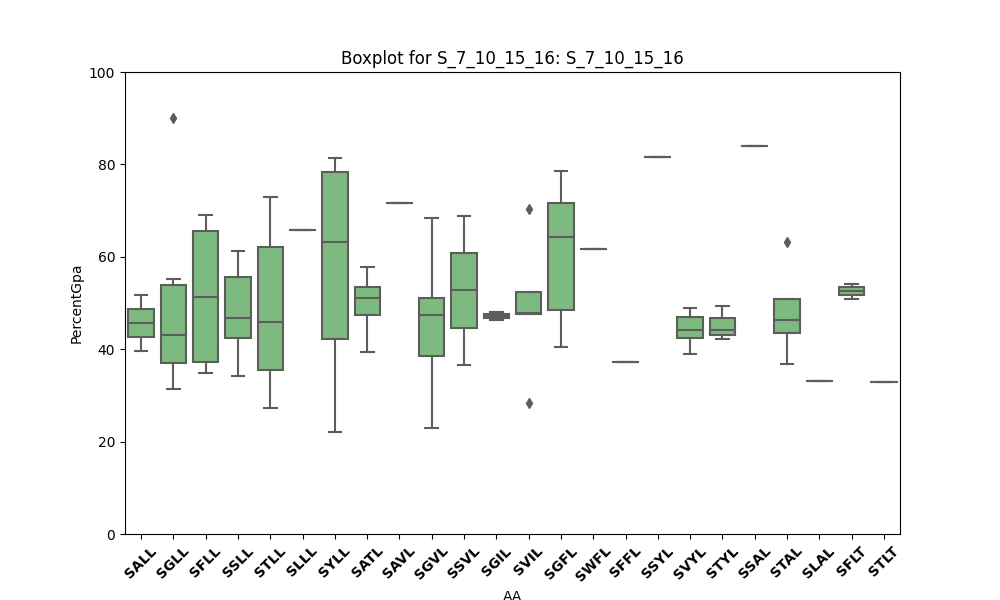 Boxplot for S_7_10_15_16: S_7_10_15_16
PercentGpa
100
80
60
40
20
0
SALL SGLL SFLL SSLL STLL SLLL SYLL SATL SAVL SGVL SSVL SGIL SVIL SGFL SWFL SFFL SSYL SVYL STYL SSAL STAL SLAL SFLT STLT
AA